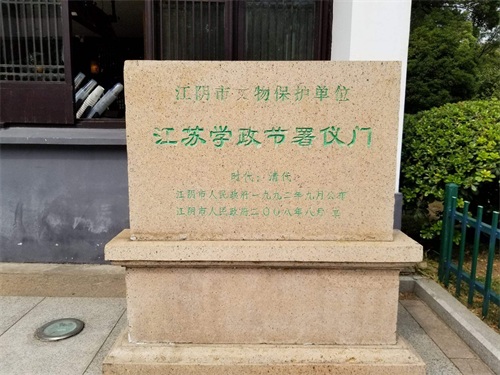 江阴市文物保护单位
江苏学政节署仪门
时代：清代
江阴市人民政府一九九二年九月公布
江阴市人民政府二〇〇八年八月 立